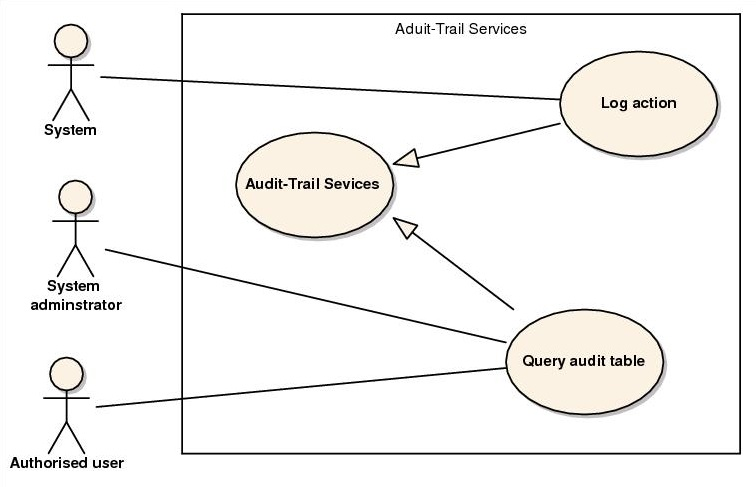 Aduit-Trail Services
System
Log action
Audit-Trail Sevices
System
adminstrator
Query audit table
Authorised user